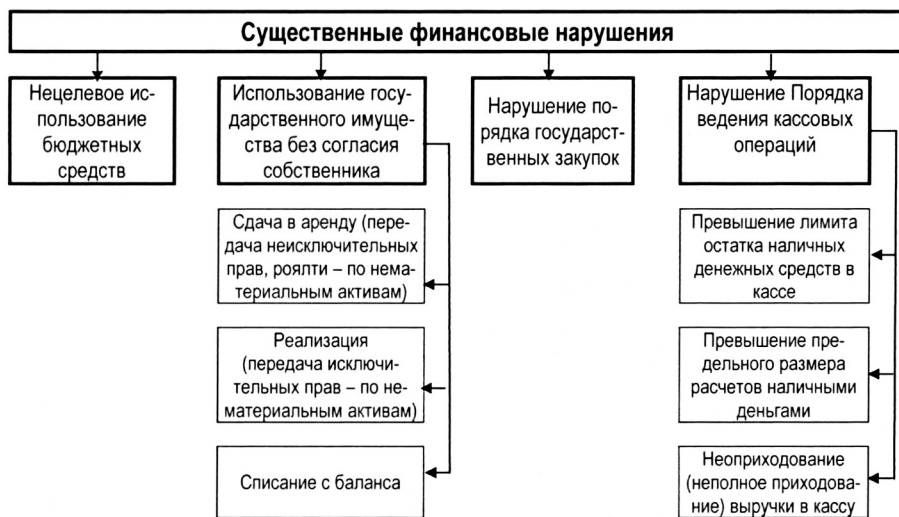 Существенные финансовые нарушения
Нецелевое ис-
пользование
бюджетных
средств
Использование госу-
дарственного имуще-
ства без согласия
собственника
Нарушение по-
рядка государст-
венных закупок
Нарушение Порядка
ведения кассовых
операций
Сдача в аренду (пере-
дача неисключительных
прав, роялти – по нема-
териальным активам)
Реализация
(передача исключи-
тельных прав – по не-
материальным активам)
Списание с баланса
Превышение лимита
остатка наличных
денежных средств в
кассе
Превышение пре-
дельного размера
расчетов наличными
деньгами
Неоприходование
(неполное приходова-
ние) выручки в кассу